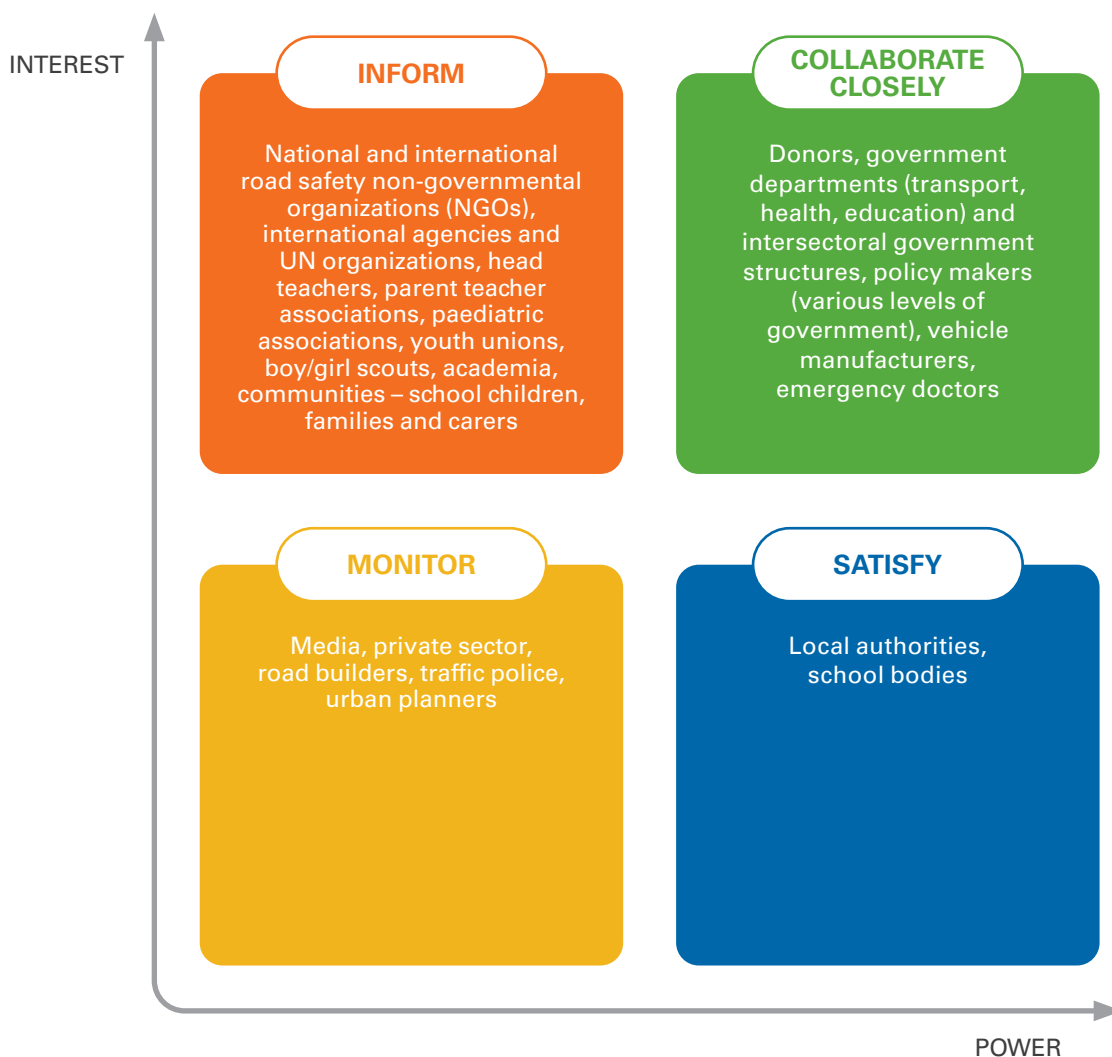 INTEREST
INFORM
National and international
road safety non-governmental
organizations (NGOs),
international agencies and
UN organizations, head
teachers, parent teacher
associations, paediatric
associations, youth unions,
boy/girl scouts, academia,
communities – school children,
families and carers
COLLABORATE
CLOSELY
Donors, government
departments (transport,
health, education) and
intersectoral government
structures, policy makers
(various levels of
government), vehicle
manufacturers,
emergency doctors
MONITOR
Media, private sector,
road builders, traffic police,
urban planners
SATISFY
Local authorities,
school bodies
POWER